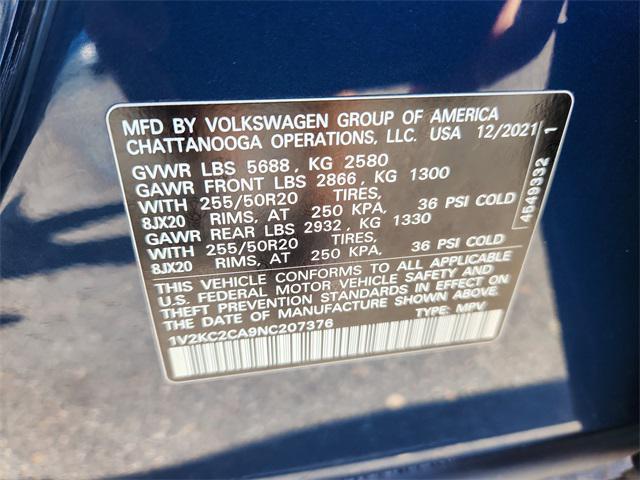 MFD BY VOLKSWAGEN GROUP OF AMERICA
CHATTANOOGA OPERATIONS, LLC. USA 12/2021
GVWR LBS 5688, KG 2580
GAWR FRONT LBS 2866, KG 1300
WITH 255/50R20 TIRES,
8JX20 RIMS, AT 250 KPA, 36 PSI COLD
GAWR REAR LBS 2932, KG 1330
WITH 255/50R20 TIRES,
8JX20 RIMS, AT 250 KPA, 36 PSI COLD
THIS VEHICLE CONFORMS TO ALL APPLICABLE
U.S. FEDERAL MOTOR VEHICLE SAFETY AND
THEFT PREVENTION STANDARDS IN EFFECT ON
THE DATE OF MANUFACTURE SHOWN ABOVE.
1V2KC2CA9NC207376 TYPE: MPV
4649332 1